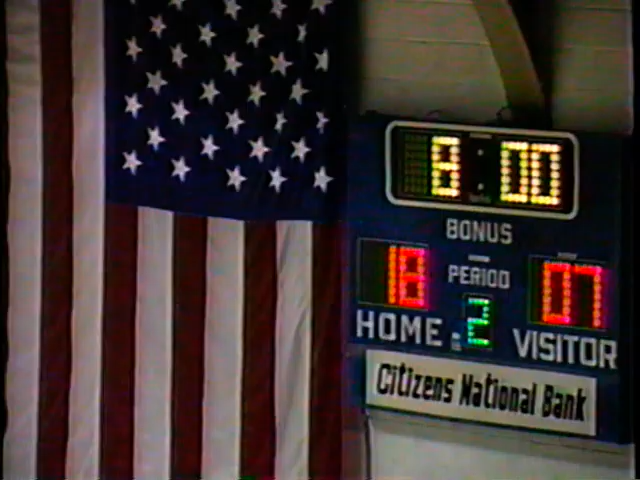 8:00
BONUS
18 PERIOD 07
HOME 2 VISITOR
Citizens National Bank